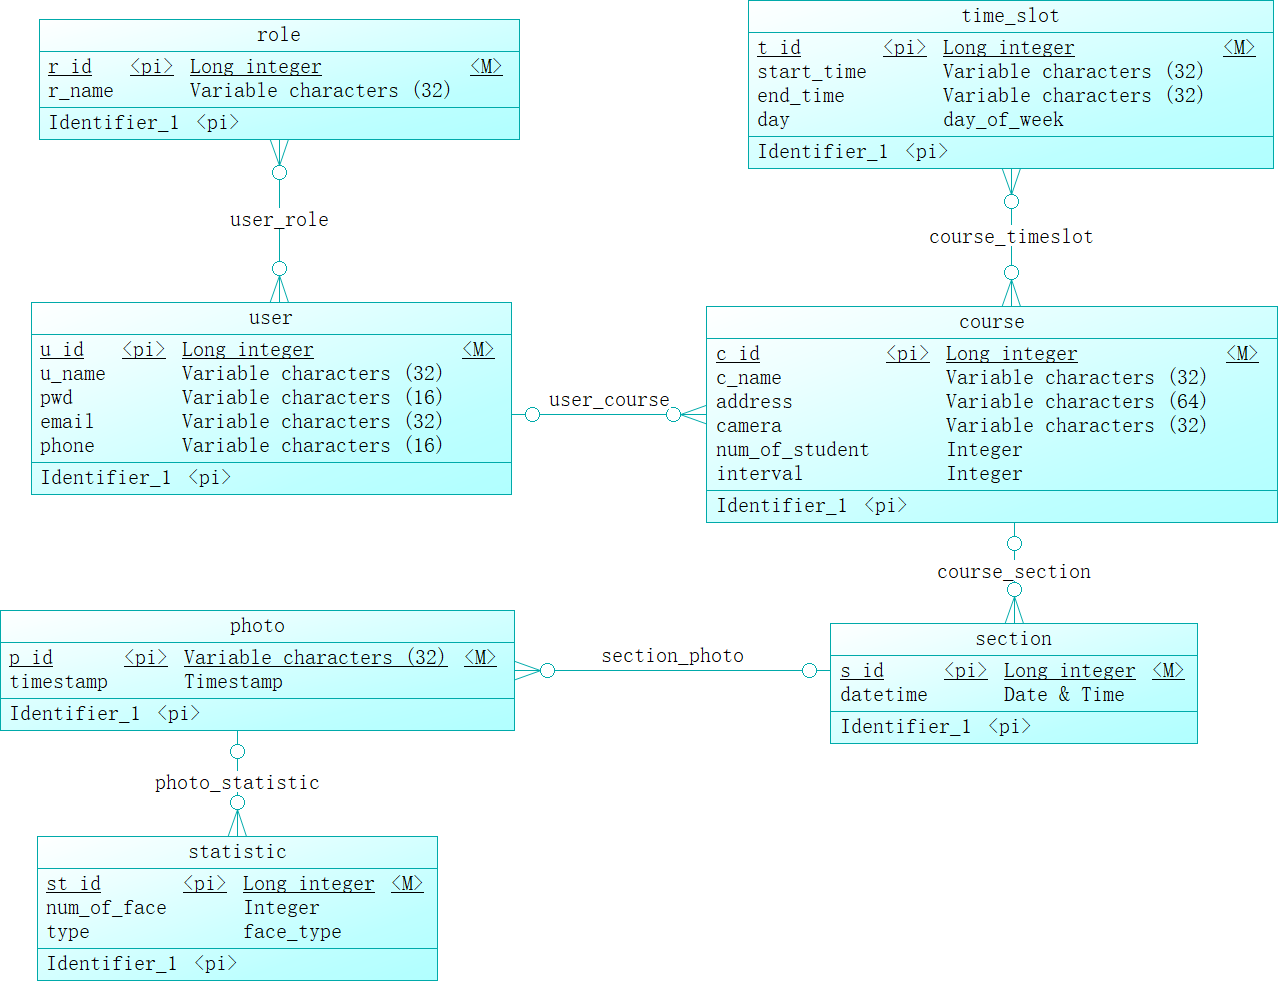 role
r_id <pi> Long integer <M>
r_name Variable characters (32)
Identifier_1 <pi>
time_slot
t_id <pi> Long integer <M>
start_time Variable characters (32)
end_time Variable characters (32)
day day_of_week
Identifier_1 <pi>
user_role
course_timeslot
user
u_id <pi> Long integer <M>
u_name Variable characters (32)
pwd Variable characters (16)
email Variable characters (32)
phone Variable characters (16)
Identifier_1 <pi>
user_course
course
c_id <pi> Long integer <M>
c_name Variable characters (32)
address Variable characters (64)
camera Variable characters (32)
num_of_student Integer
interval Integer
Identifier_1 <pi>
course_section
photo
p_id <pi> Variable characters (32) <M>
timestamp Timestamp
Identifier_1 <pi>
section_photo
section
s_id <pi> Long integer <M>
datetime Date & Time
Identifier_1 <pi>
photo_statistic
statistic
st_id <pi> Long integer <M>
num_of_face Integer
type face_type
Identifier_1 <pi>